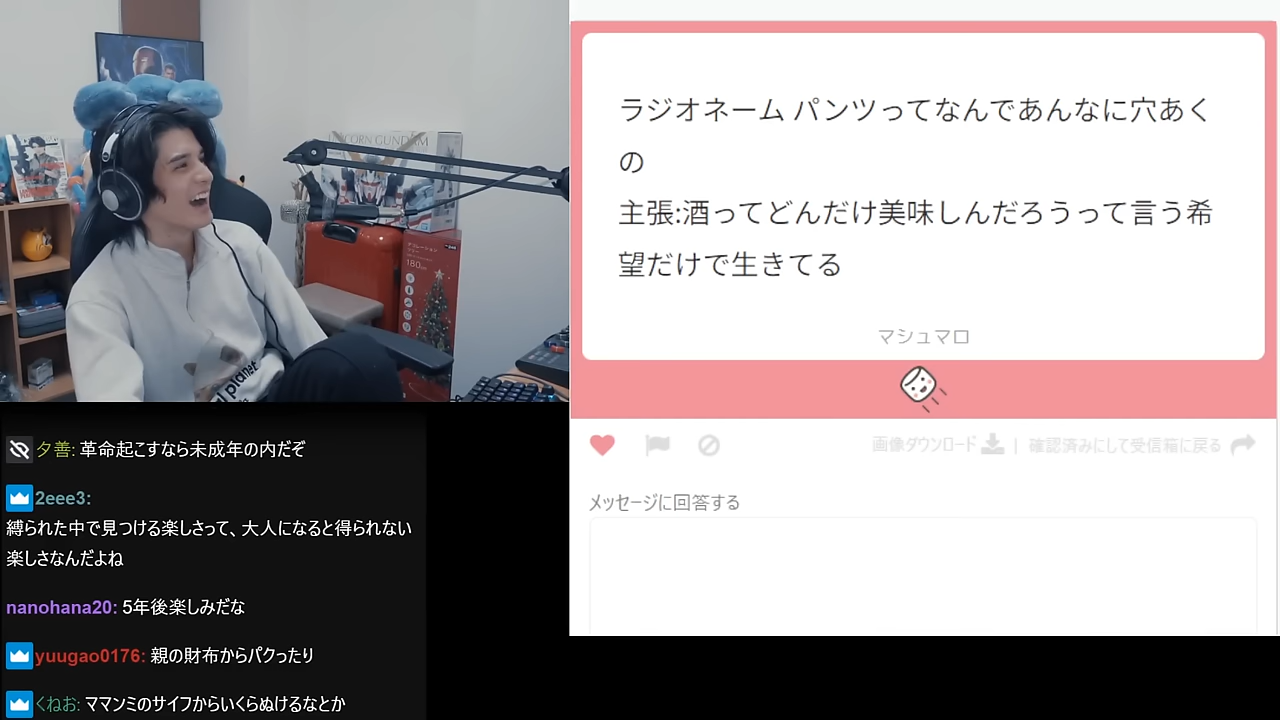 ラジオネーム パンツってなんであんなに穴あく
の
主張:酒ってどんだけ美味しんだろうって言う希
望だけで生きてる
マシュマロ
画像ダウンロード | 確認済みにして受信箱に戻る
メッセージに回答する
CORN GUNDAM
180
planet
夕善: 革命起こすなら未成年の内だぞ
2eee3:
縛られた中で見つける楽しさって、大人になると得られない
楽しさなんだよね
nanohana20: 5年後楽しみだな
yuugao0176: 親の財布からパクったり
くねお: ママンミのサイフからいくらぬけるなとか